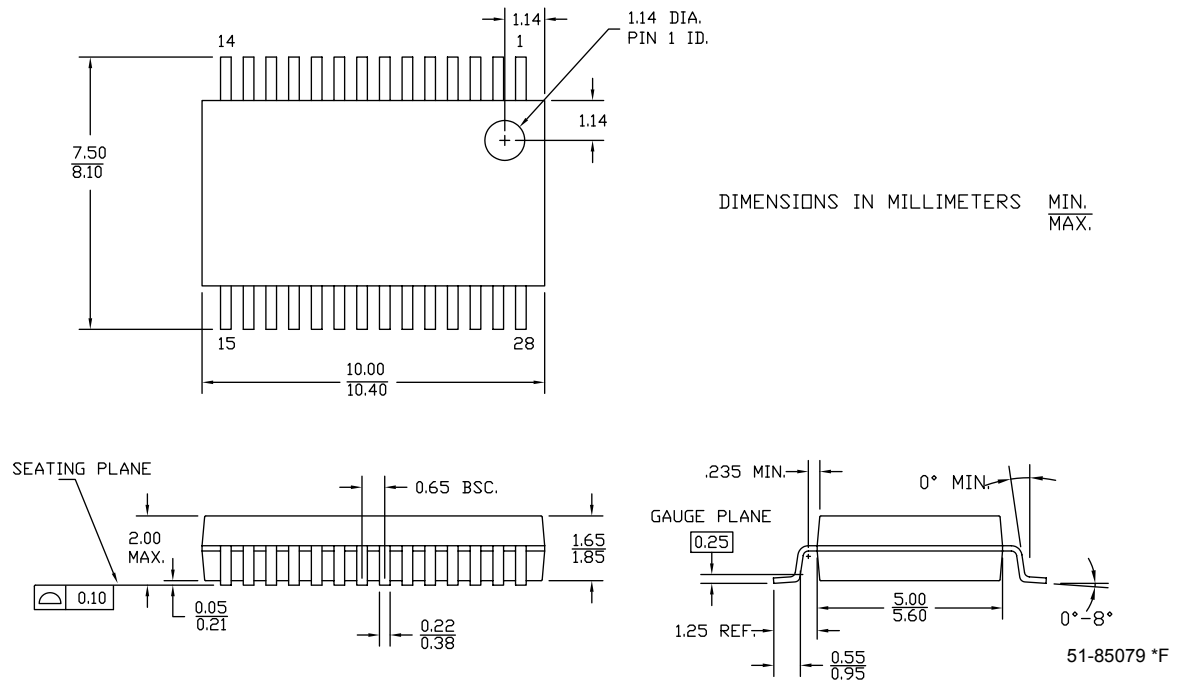 1.14
1.14 DIA.
PIN 1 ID.
14
1
1.14
7.50
8.10
DIMENSIONS IN MILLIMETERS MIN.
MAX.
15
28
10.00
10.40
SEATING PLANE
0.65 BSC.
2.00
MAX.
1.65
1.85
0.10
0.05
0.21
0.22
0.38
.235 MIN.
0° MIN.
GAUGE PLANE
0.25
5.00
5.60
1.25 REF.
0°-8°
0.55
0.95
51-85079 *F